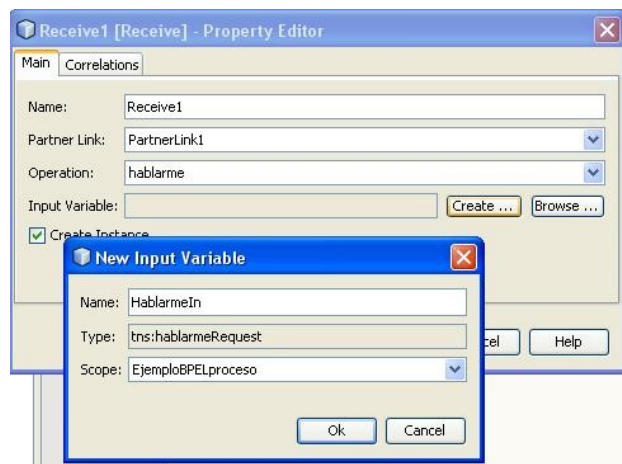 Receive1 [Receive] - Property Editor
Main Correlations
Name: Receive1
Partner Link: PartnerLink1
Operation: hablarme
Input Variable: Create ... Browse ...
Create Instance
New Input Variable
Name: HablarmeIn
Type: tns:hablarmeRequest
Scope: EjemploBPELproceso
Help
Ok Cancel